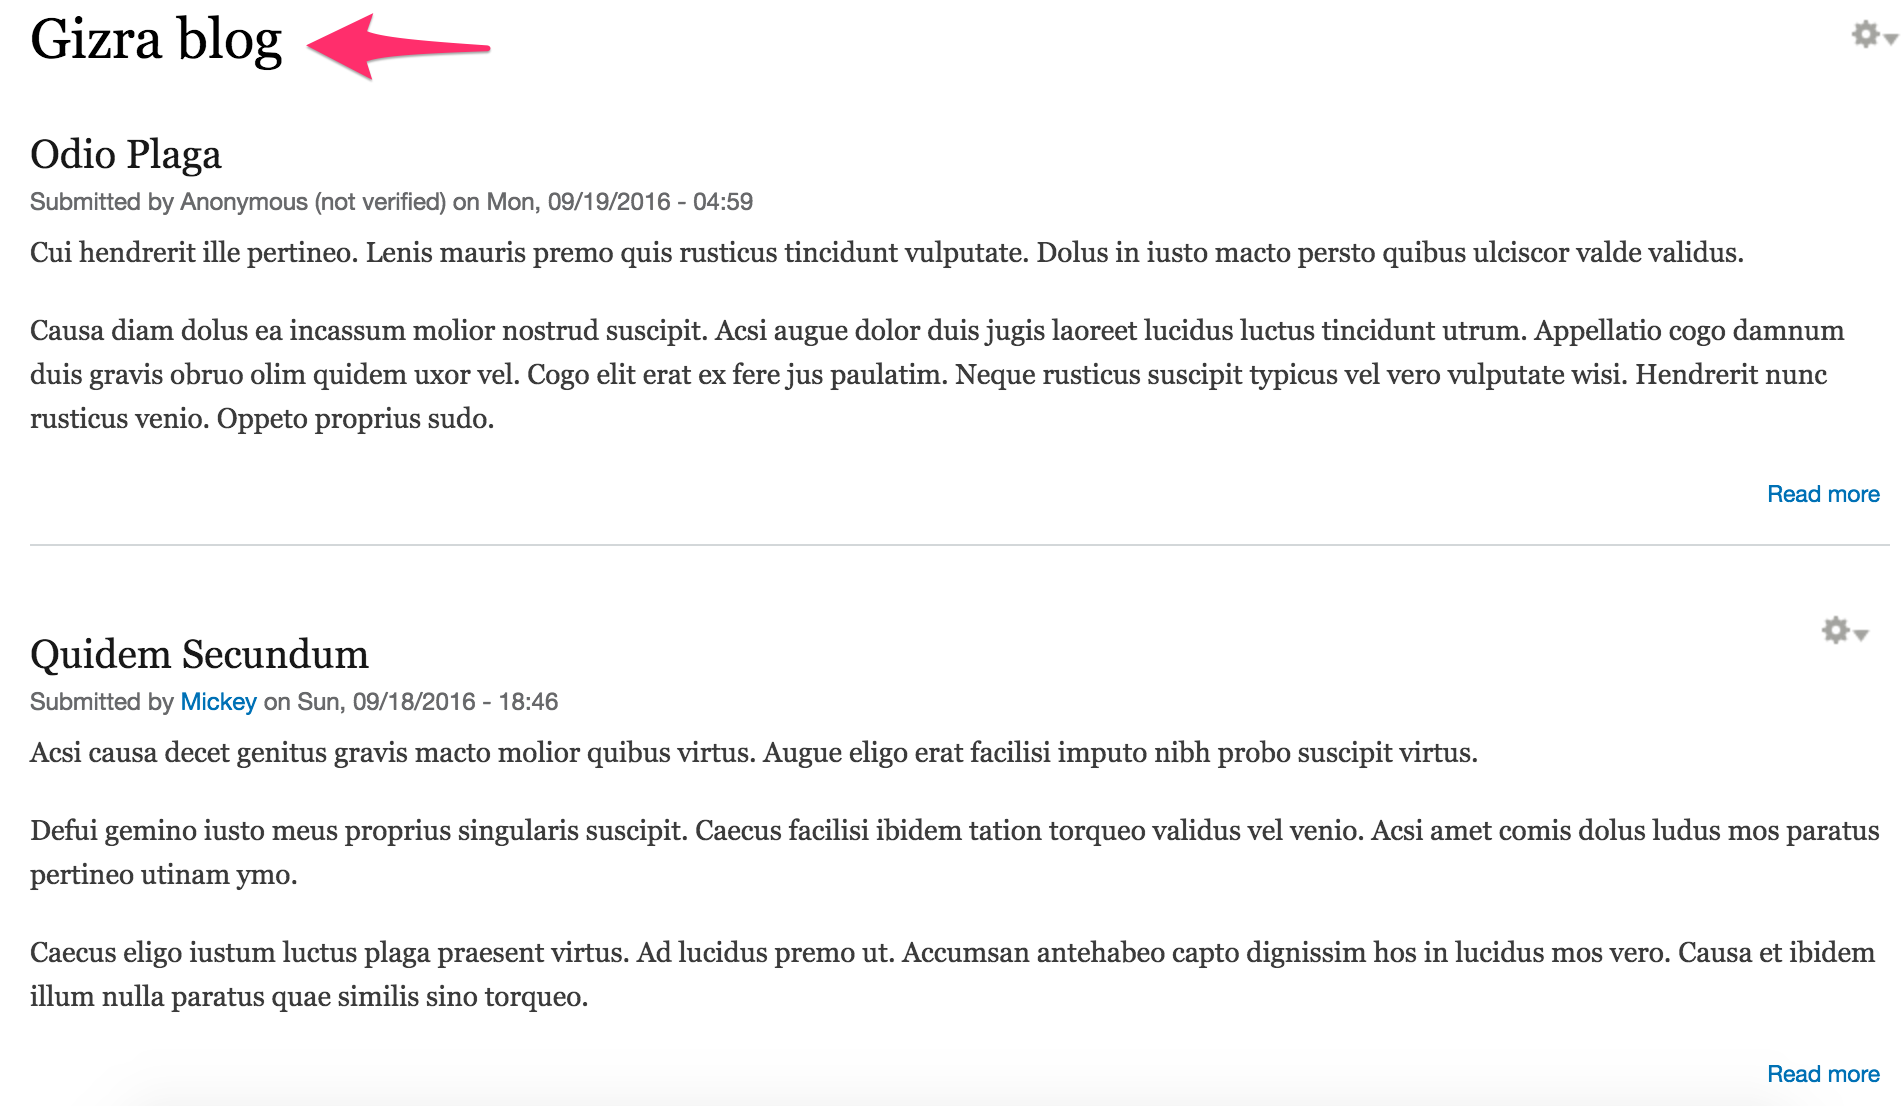 Gizra blog
Odio Plaga
Submitted by Anonymous (not verified) on Mon, 09/19/2016 - 04:59
Cui hendrerit ille pertineo. Lenis mauris premo quis rusticus tincidunt vulputate. Dolus in iusto macto persto quibus ulciscor valde validus.
Causa diam dolus ea incassum molior nostrud suscipit. Acsi augue dolor duis jugis laoreet lucidus luctus tincidunt utrum. Appellatio cogo damnum
duis gravis obruo olim quidem uxor vel. Cogo elit erat ex fere jus paulatim. Neque rusticus suscipit typicus vel vero vulputate wisi. Hendrerit nunc
rusticus venio. Oppeto proprius sudo.
Read more
Quidem Secundum
Submitted by Mickey on Sun, 09/18/2016 - 18:46
Acsi causa decet genitus gravis macto molior quibus virtus. Augue eligo erat facilisi imputo nibh probo suscipit virtus.
Defui gemino iusto meus proprius singularis suscipit. Caecus facilisi ibidem tation torqueo validus vel venio. Acsi amet comis dolus ludus mos paratus
pertineo utinam ymo.
Caecus eligo iustum luctus plaga praesent virtus. Ad lucidus premo ut. Accumsan antehabeo capto dignissim hos in lucidus mos vero. Causa et ibidem
illum nulla paratus quae similis sino torqueo.
Read more